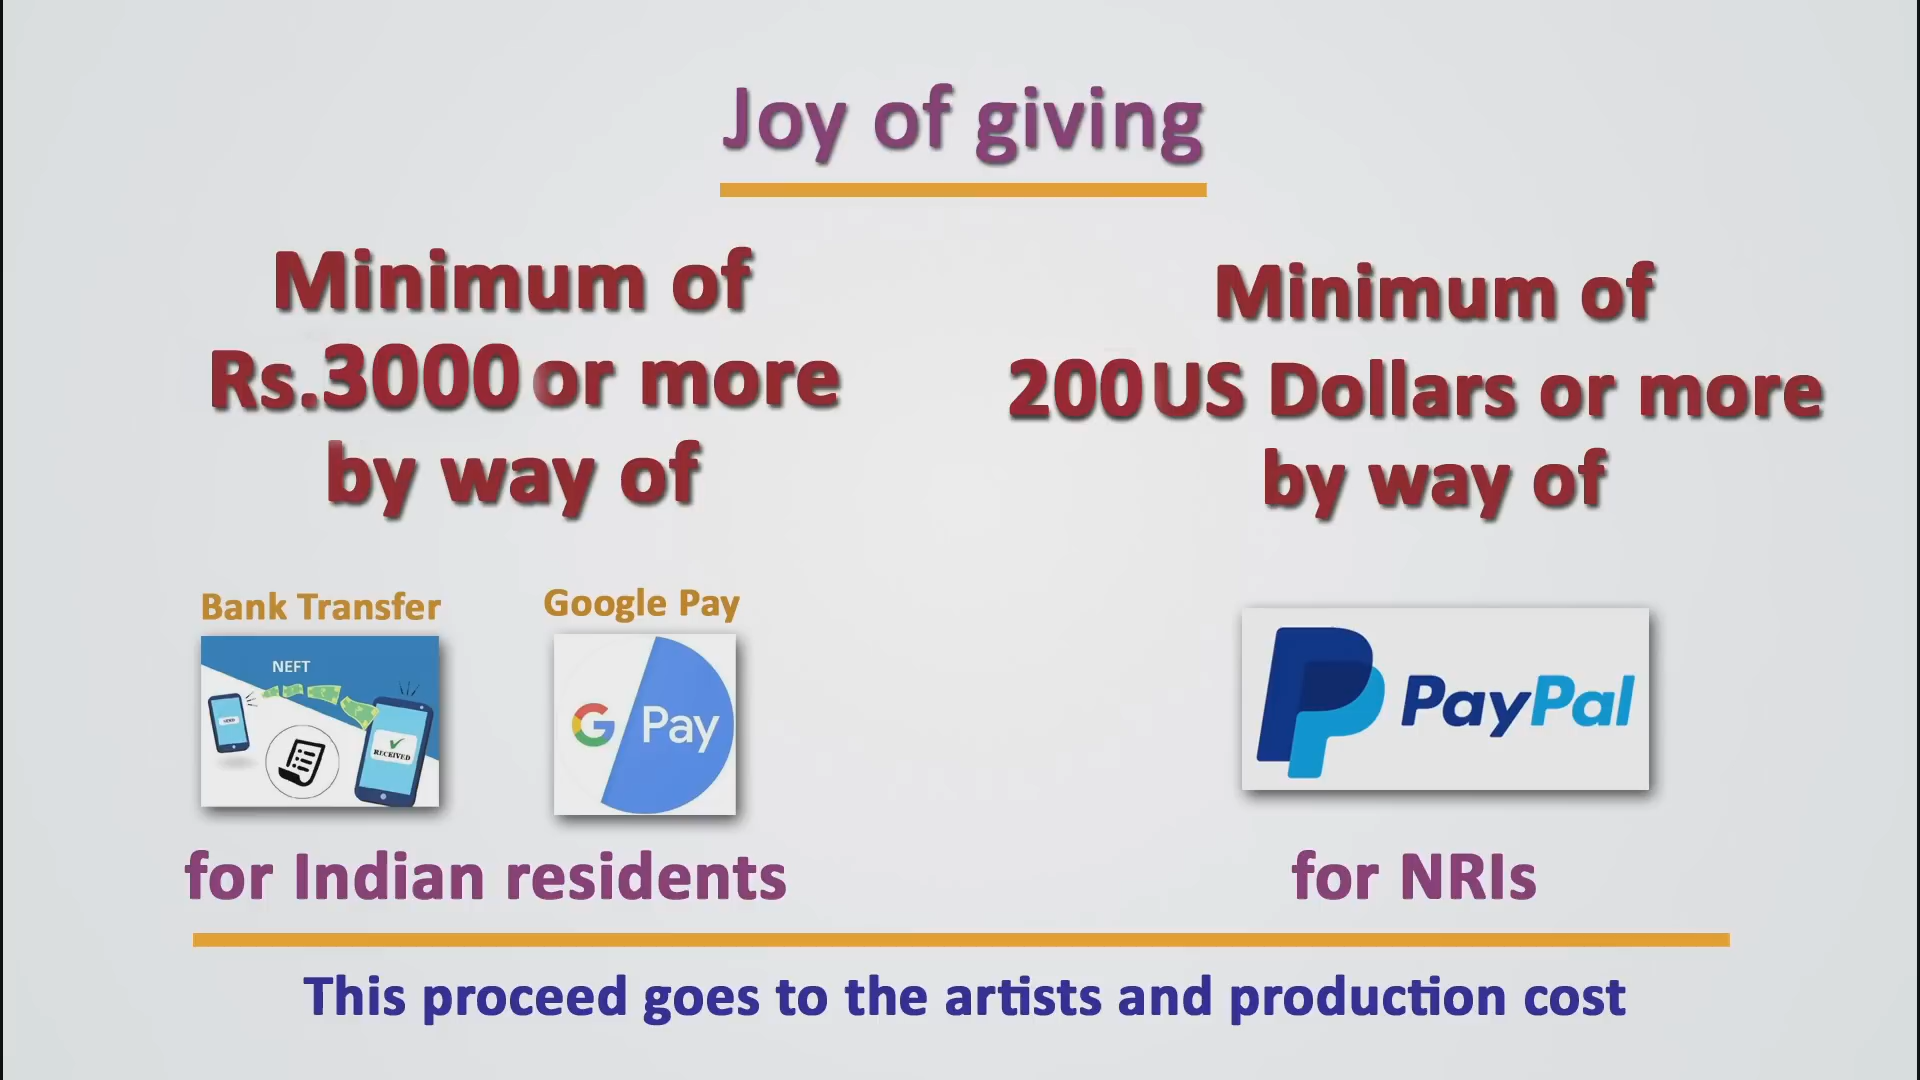 Joy of giving
Minimum of
Rs.3000 or more
by way of
Bank Transfer
Google Pay
NEFT
SEND
RECEIVED
G Pay
for Indian residents
Minimum of
200 US Dollars or more
by way of
PayPal
for NRIs
This proceed goes to the artists and production cost